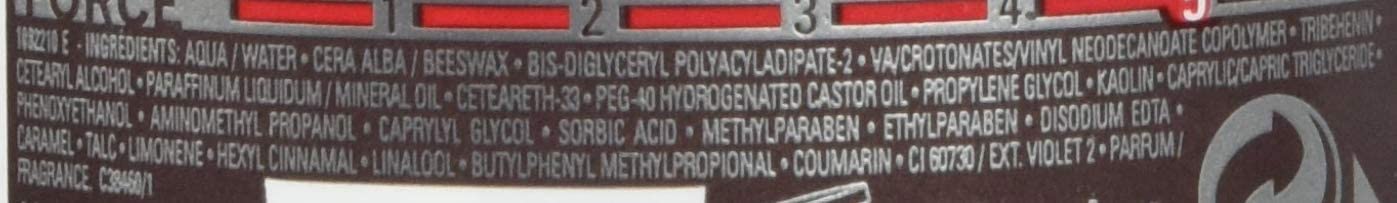 FORCE 1 2 3 4 5
1092210 E - INGRÉDIENTS: AQUA / WATER • CERA ALBA / BEESWAX • BIS-DIGLYCERYL POLYACYLADIPATE-2 • VA/CROTONATES/VINYL NEODECANOATE COPOLYMER • TRIBEHENIN •
CETEARYL ALCOHOL • PARAFFINUM LIQUIDUM / MINERAL OIL • CETEARETH-33 • PEG-40 HYDROGENATED CASTOR OIL • PROPYLENE GLYCOL • KAOLIN • CAPRYLIC/CAPRIC TRIGLYCERIDE •
PHENOXYETHANOL • AMINOMETHYL PROPANOL • CAPRYLYL GLYCOL • SORBIC ACID • METHYLPARABEN • ETHYLPARABEN • DISODIUM EDTA •
CARAMEL • TALC • LIMONENE • HEXYL CINNAMAL • LINALOOL • BUTYLPHENYL METHYLPROPIONAL • COUMARIN • CI 60730 / EXT. VIOLET 2 • PARFUM /
FRAGRANCE. C38460/1